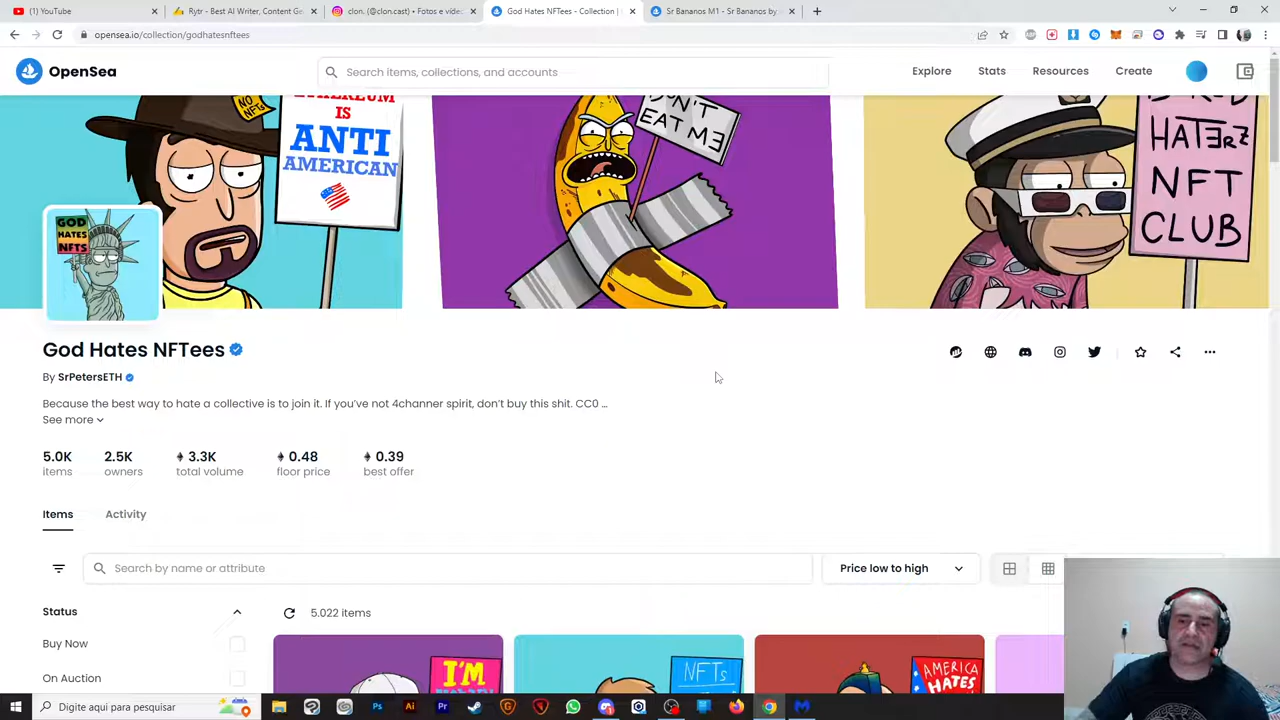 (1) YouTube
Rytr - Best AI Writer, Content Ge
clon. (@clon.cast) • Fotos e vídeo
God Hates NFTees - Collection |
Sr Bananos M1 - Sr Bananos by
opensea.io/collection/godhatesnftees
OpenSea
Search items, collections, and accounts
Explore
Stats
Resources
Create
NO NFTs
ETHEREUM
IS
ANTI
AMERICAN
DON'T
EAT ME
HATERZ
NFT
CLUB
GOD
HATES
NFTS
God Hates NFTees
By SrPetersETH
Because the best way to hate a collective is to join it. If you've not 4channer spirit, don't buy this shit. CC0 ...
See more
5.0K
items
2.5K
owners
3.3K
total volume
0.48
floor price
0.39
best offer
Items
Activity
Search by name or attribute
Price low to high
Status
5.022 items
Buy Now
On Auction
I'M
NFTs
AMERICA
HATES
Digite aqui para pesquisar